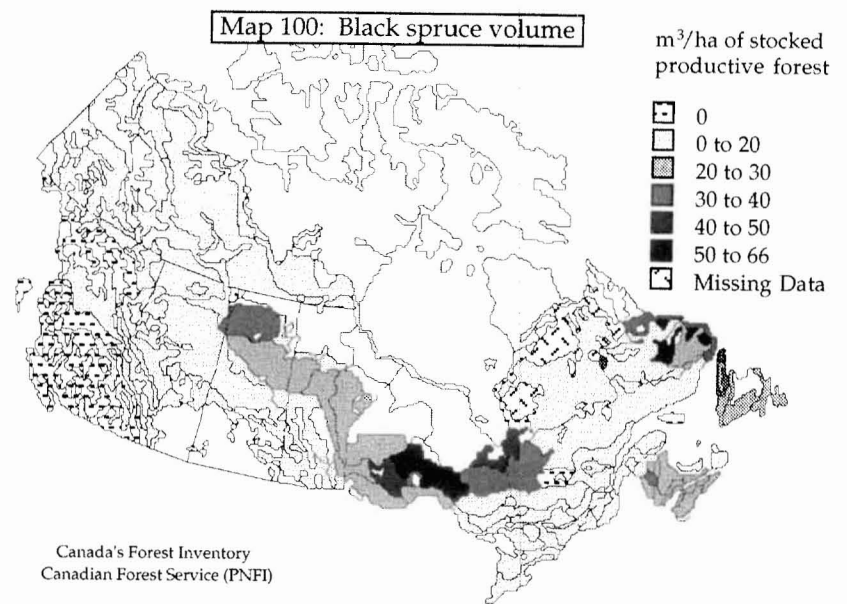 Map 100: Black spruce volume
m³/ha of stocked
productive forest
0
0 to 20
20 to 30
30 to 40
40 to 50
50 to 66
Missing Data
Canada's Forest Inventory
Canadian Forest Service (PNFI)